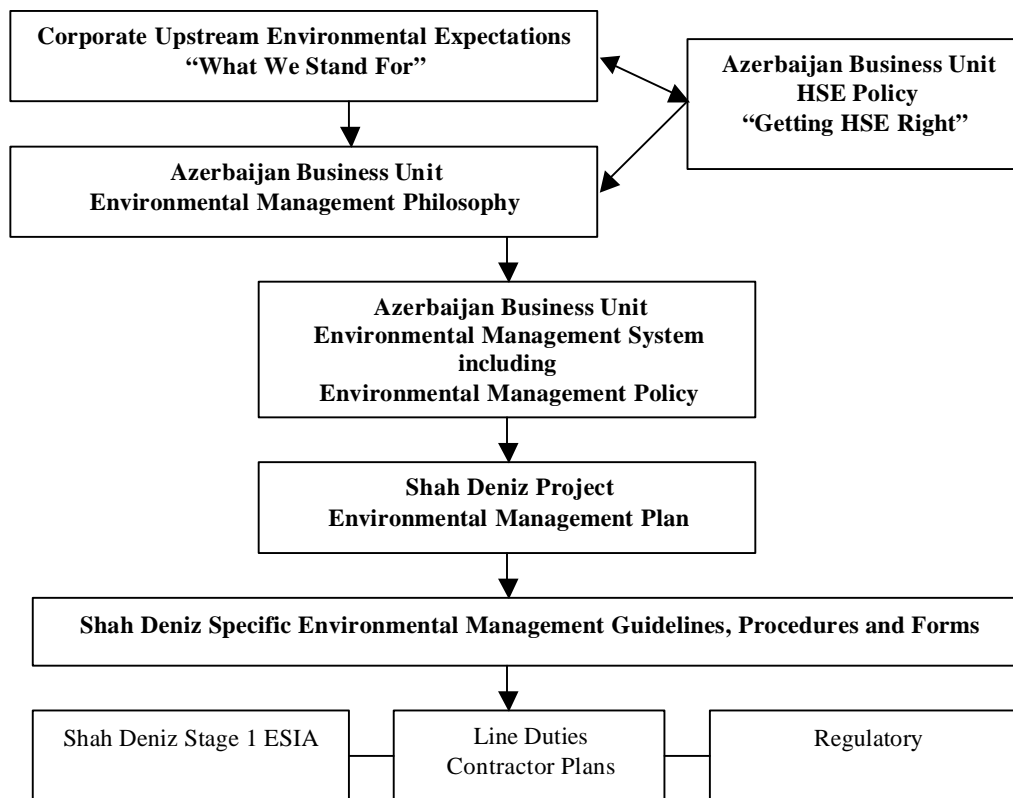 Corporate Upstream Environmental Expectations
“What We Stand For”
Azerbaijan Business Unit
HSE Policy
“Getting HSE Right”
Azerbaijan Business Unit
Environmental Management Philosophy
Azerbaijan Business Unit
Environmental Management System
including
Environmental Management Policy
Shah Deniz Project
Environmental Management Plan
Shah Deniz Specific Environmental Management Guidelines, Procedures and Forms
Shah Deniz Stage 1 ESIA
Line Duties
Contractor Plans
Regulatory